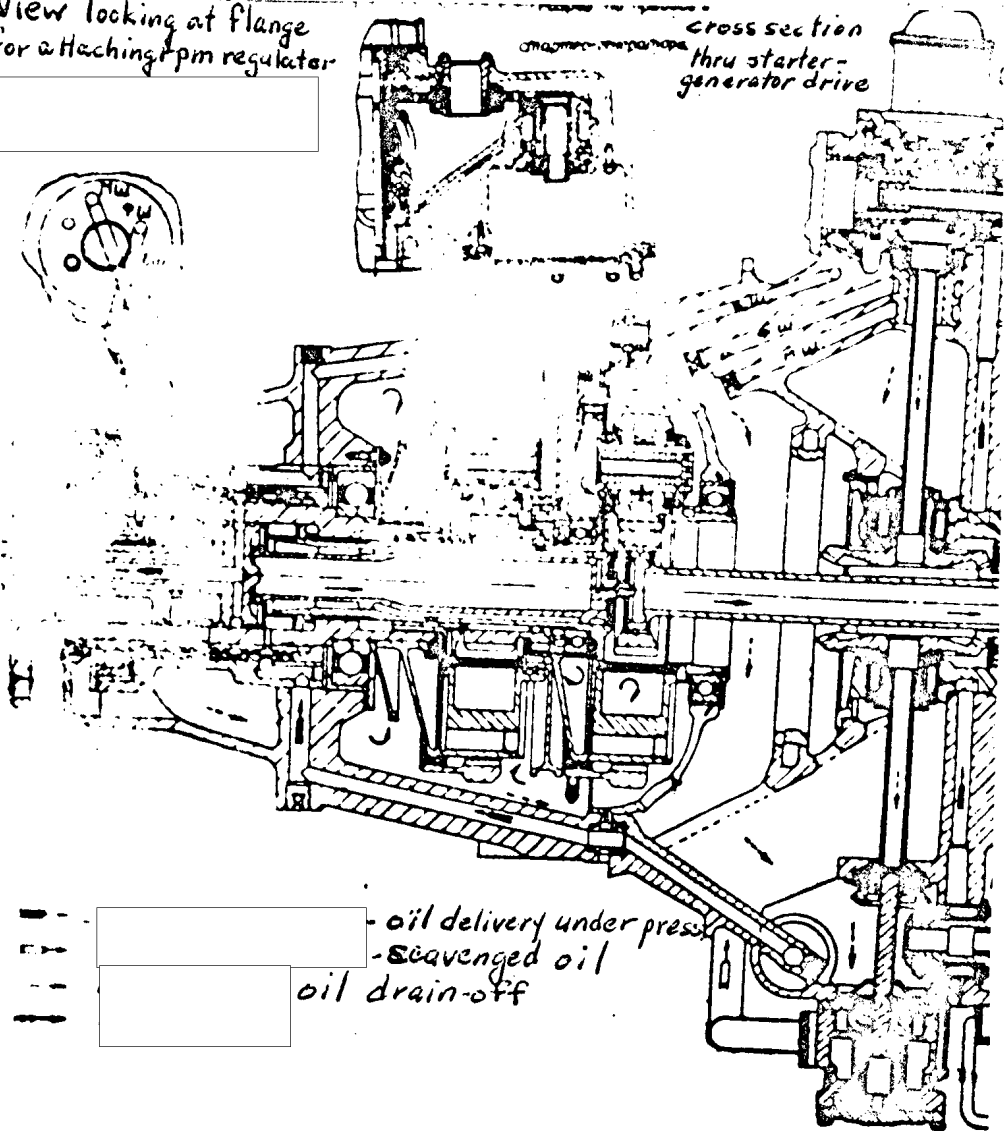 View looking at flange
for a Haching rpm regulator
cross section
thru starter-
generator drive
- oil delivery under press.
- scavenged oil
oil drain-off